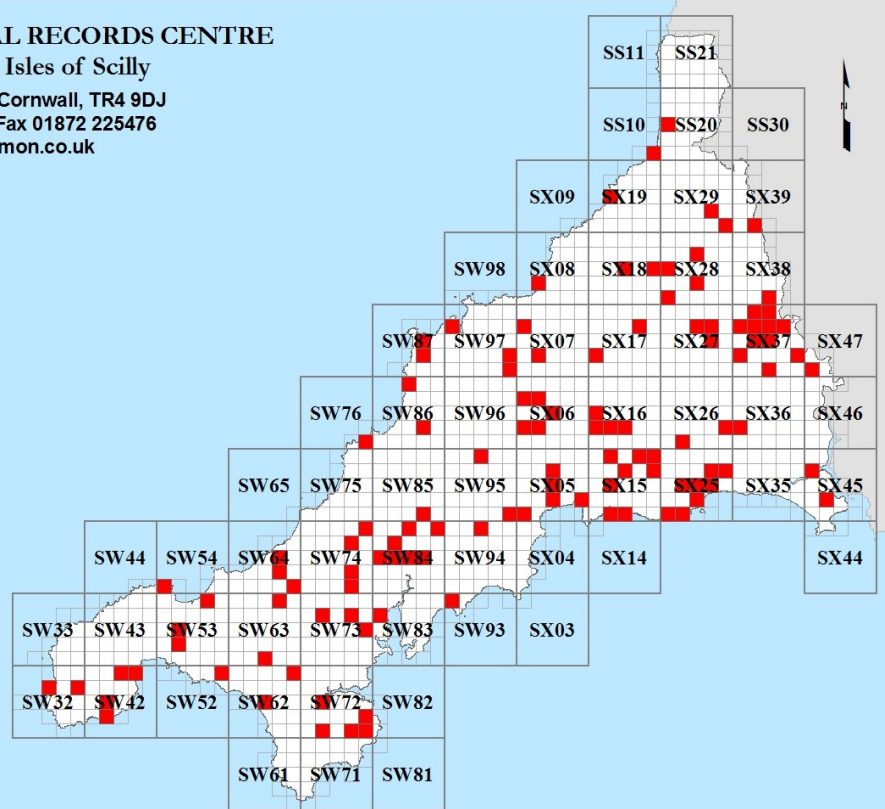 AL RECORDS CENTRE
Isles of Scilly
Cornwall, TR4 9DJ
Fax 01872 225476
mon.co.uk
SS11 SS21
SS10 SS20 SS30
N
SX09 SX19 SX29 SX39
SW98 SX08 SX18 SX28 SX38
SW87 SW97 SX07 SX17 SX27 SX37 SX47
SW76 SW86 SW96 SX06 SX16 SX26 SX36 SX46
SW65 SW75 SW85 SW95 SX05 SX15 SX25 SX35 SX45
SW44 SW54 SW64 SW74 SW84 SW94 SX04 SX14 SX44
SW33 SW43 SW53 SW63 SW73 SW83 SW93 SX03
SW32 SW42 SW52 SW62 SW72 SW82
SW61 SW71 SW81